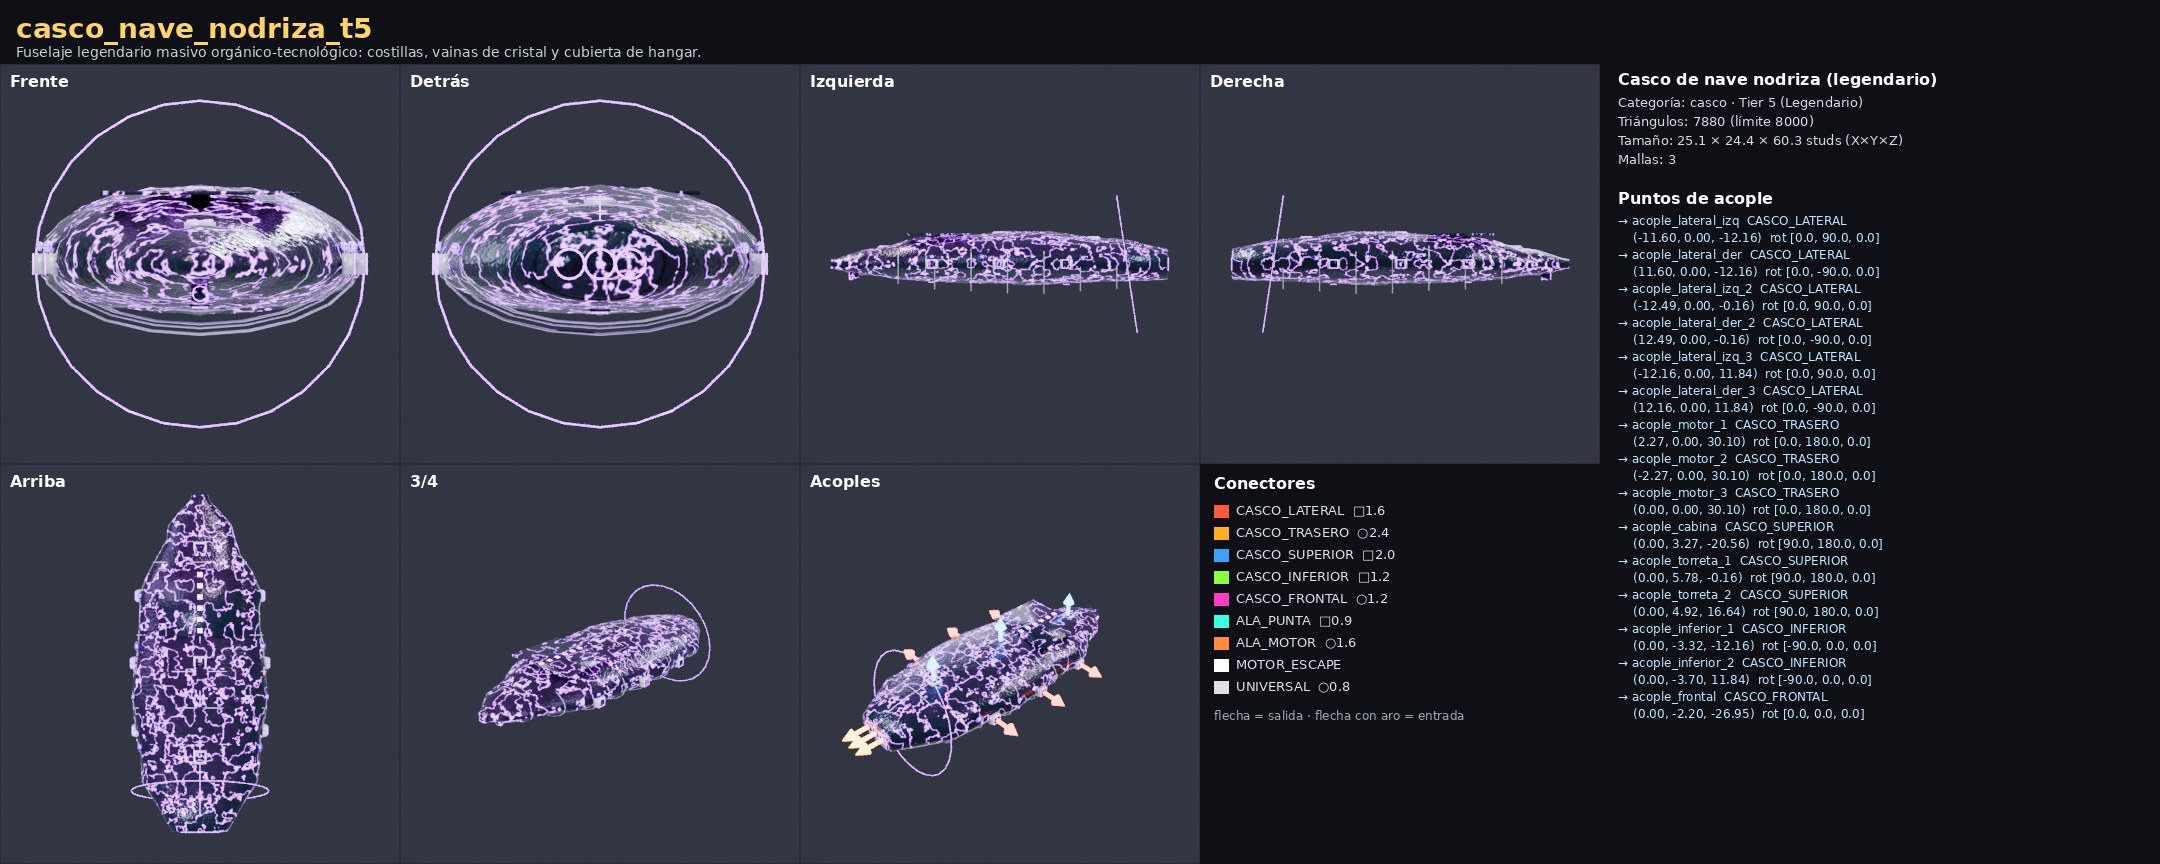 casco_nave_nodriza_t5
Fuselaje legendario masivo orgánico-tecnológico: costillas, vainas de cristal y cubierta de hangar.
Frente
Detrás
Izquierda
Derecha
Arriba
3/4
Acoples
Conectores
CASCO_LATERAL □1.6
CASCO_TRASERO ○2.4
CASCO_SUPERIOR □2.0
CASCO_INFERIOR □1.2
CASCO_FRONTAL ○1.2
ALA_PUNTA □0.9
ALA_MOTOR ○1.6
MOTOR_ESCAPE
UNIVERSAL ○0.8
flecha = salida · flecha con aro = entrada
Casco de nave nodriza (legendario)
Categoría: casco · Tier 5 (Legendario)
Triángulos: 7880 (límite 8000)
Tamaño: 25.1 × 24.4 × 60.3 studs (X×Y×Z)
Mallas: 3
Puntos de acople
→ acople_lateral_izq CASCO_LATERAL
(-11.60, 0.00, -12.16) rot [0.0, 90.0, 0.0]
→ acople_lateral_der CASCO_LATERAL
(11.60, 0.00, -12.16) rot [0.0, -90.0, 0.0]
→ acople_lateral_izq_2 CASCO_LATERAL
(-12.49, 0.00, -0.16) rot [0.0, 90.0, 0.0]
→ acople_lateral_der_2 CASCO_LATERAL
(12.49, 0.00, -0.16) rot [0.0, -90.0, 0.0]
→ acople_lateral_izq_3 CASCO_LATERAL
(-12.16, 0.00, 11.84) rot [0.0, 90.0, 0.0]
→ acople_lateral_der_3 CASCO_LATERAL
(12.16, 0.00, 11.84) rot [0.0, -90.0, 0.0]
→ acople_motor_1 CASCO_TRASERO
(2.27, 0.00, 30.10) rot [0.0, 180.0, 0.0]
→ acople_motor_2 CASCO_TRASERO
(-2.27, 0.00, 30.10) rot [0.0, 180.0, 0.0]
→ acople_motor_3 CASCO_TRASERO
(0.00, 0.00, 30.10) rot [0.0, 180.0, 0.0]
→ acople_cabina CASCO_SUPERIOR
(0.00, 3.27, -20.56) rot [90.0, 180.0, 0.0]
→ acople_torreta_1 CASCO_SUPERIOR
(0.00, 5.78, -0.16) rot [90.0, 180.0, 0.0]
→ acople_torreta_2 CASCO_SUPERIOR
(0.00, 4.92, 16.64) rot [90.0, 180.0, 0.0]
→ acople_inferior_1 CASCO_INFERIOR
(0.00, -3.32, -12.16) rot [-90.0, 0.0, 0.0]
→ acople_inferior_2 CASCO_INFERIOR
(0.00, -3.70, 11.84) rot [-90.0, 0.0, 0.0]
→ acople_frontal CASCO_FRONTAL
(0.00, -2.20, -26.95) rot [0.0, 0.0, 0.0]